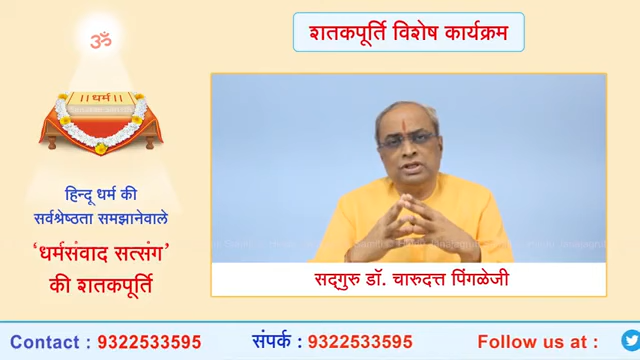 शतकपूर्ति विशेष कार्यक्रम
ॐ
।। धर्म ।।
हिन्दू धर्म की
सर्वश्रेष्ठता समझानेवाले
‘धर्मसंवाद सत्संग’
की शतकपूर्ति
सद्गुरु डॉ. चारुदत्त पिंगळेजी
Contact : 9322533595 संपर्क : 9322533595 Follow us at :